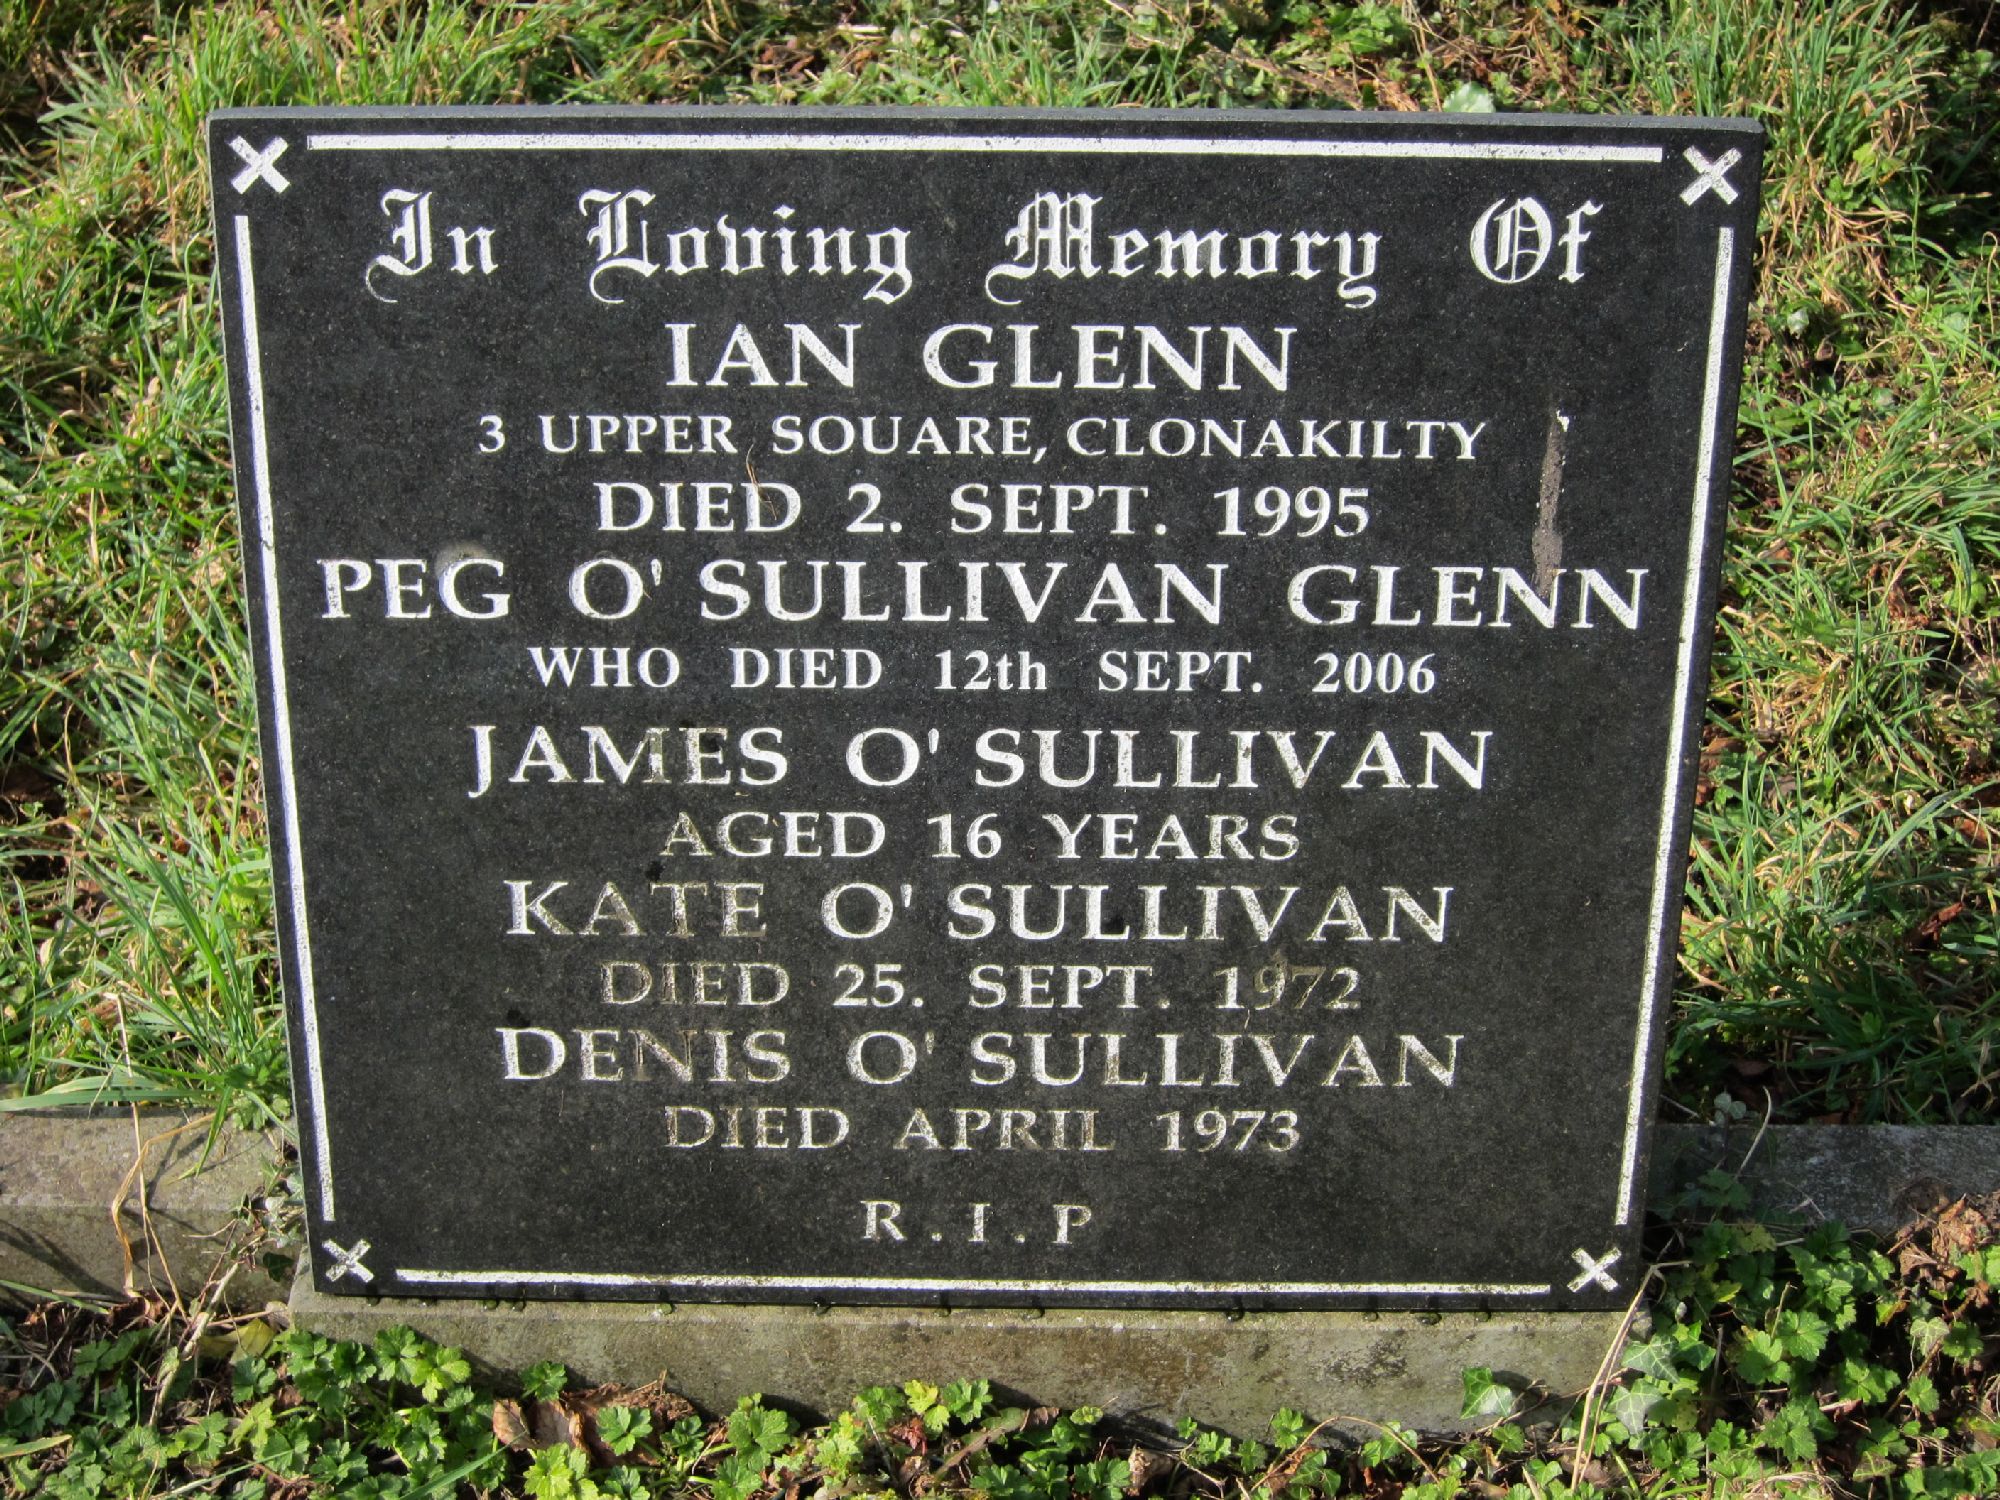 In Loving Memory Of
IAN GLENN
3 UPPER SOUARE, CLONAKILTY
DIED 2. SEPT. 1995
PEG O' SULLIVAN GLENN
WHO DIED 12th SEPT. 2006
JAMES O' SULLIVAN
AGED 16 YEARS
KATE O' SULLIVAN
DIED 25. SEPT. 1972
DENIS O' SULLIVAN
DIED APRIL 1973
R.I.P